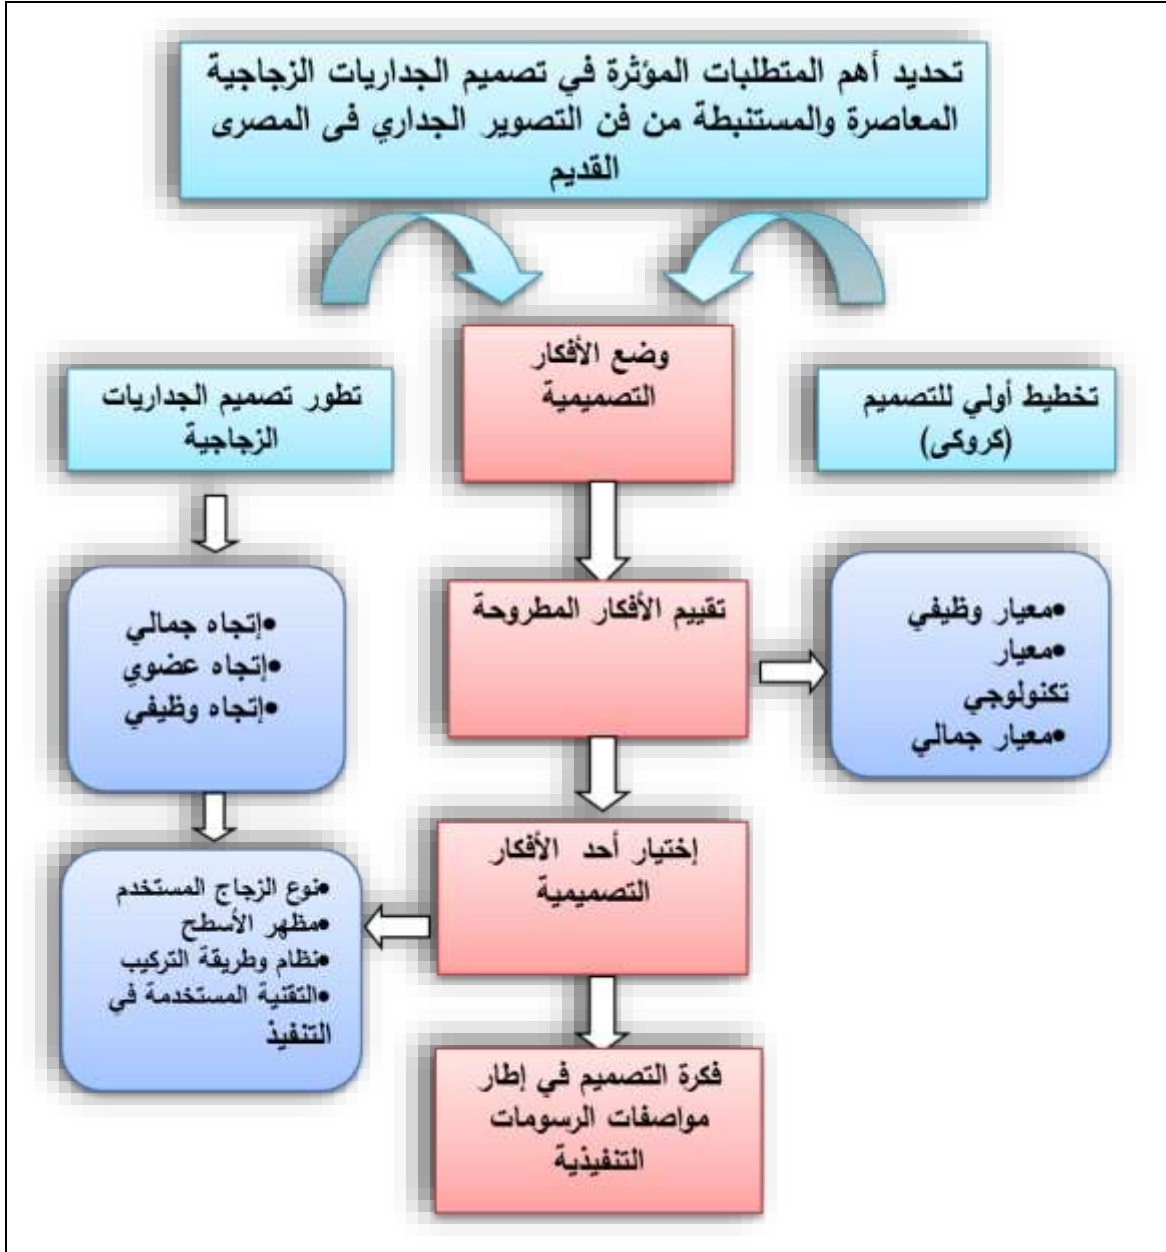 تحديد أهم المتطلبات المؤثرة في تصميم الجداريات الزجاجية
المعاصرة والمستنبطة من فن التصوير الجداري فى المصرى
القديم
وضع الأفكار
التصميمية
تخطيط أولي للتصميم
(كروكى)
تطور تصميم الجداريات
الزجاجية
تقييم الأفكار المطروحة
•معيار وظيفي
•معيار
تكنولوجي
•معيار جمالي
•إتجاه جمالي
•إتجاه عضوي
•إتجاه وظيفي
إختيار أحد الأفكار
التصميمية
•نوع الزجاج المستخدم
•مظهر الأسطح
•نظام وطريقة التركيب
•التقنية المستخدمة في
التنفيذ
فكرة التصميم في إطار
مواصفات الرسومات
التنفيذية